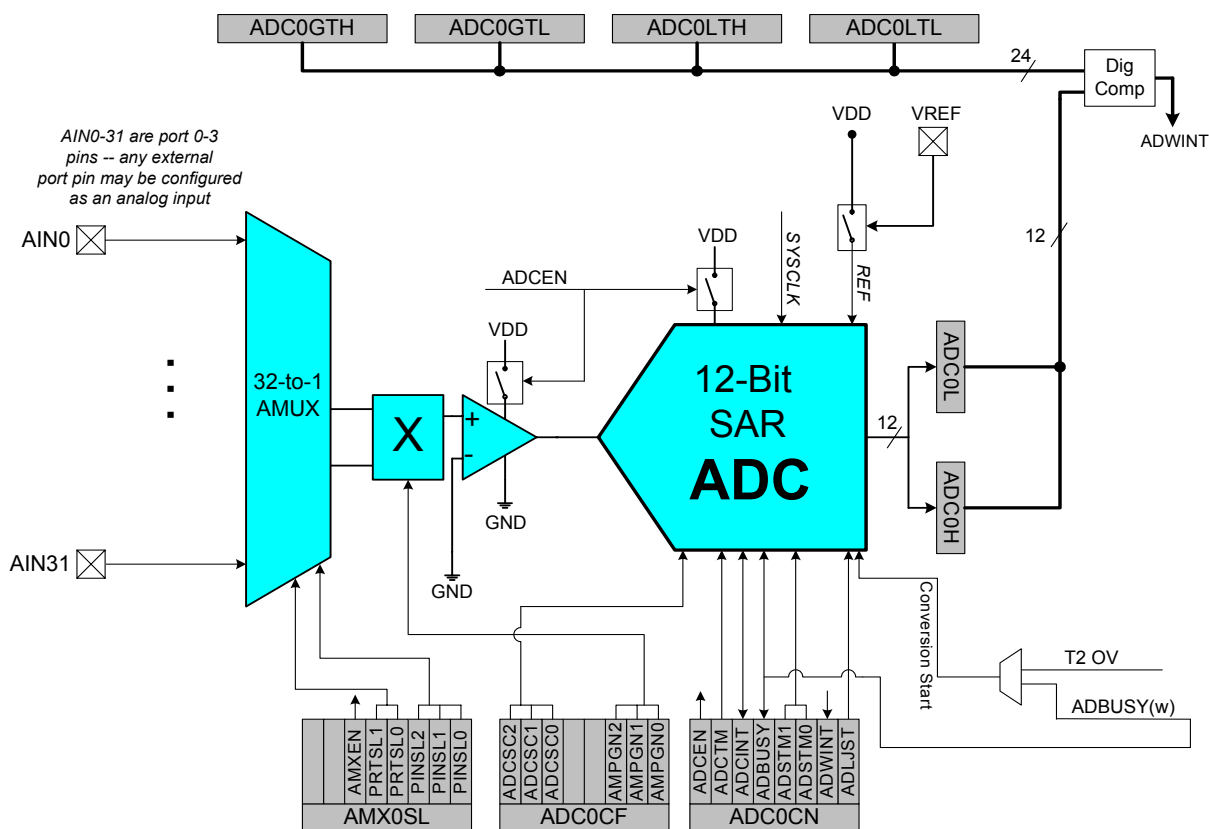 ADC0GTH
ADC0GTL
ADC0LTH
ADC0LTL
24
Dig
Comp
ADWINT
AIN0-31 are port 0-3
pins -- any external
port pin may be configured
as an analog input
VDD
VREF
AIN0
VDD
SYSCLK
REF
12
ADCEN
VDD
32-to-1
AMUX
X
+
-
12-Bit
SAR
ADC
12
ADC0L
ADC0H
GND
GND
AIN31
Conversion Start
T2 OV
ADBUSY(w)
AMXEN
PRTSL1
PRTSL0
PINSL2
PINSL1
PINSL0
AMX0SL
ADCSC2
ADCSC1
ADCSC0
AMPGN2
AMPGN1
AMPGN0
ADC0CF
ADCEN
ADCTM
ADCINT
ADBUSY
ADSTM1
ADSTM0
ADWINT
ADLJST
ADC0CN